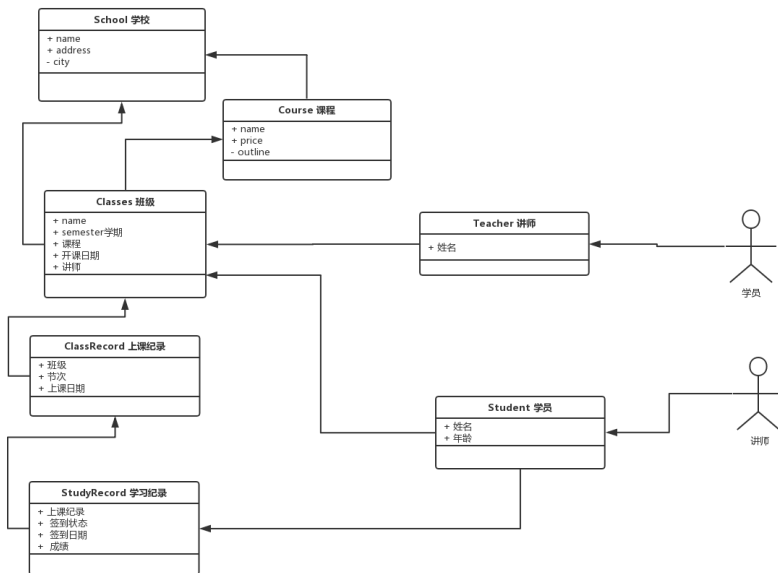 School 学校
+ name
+ address
- city
Course 课程
+ name
+ price
- outline
Classes 班级
+ name
+ semester学期
+ 课程
+ 开课日期
+ 讲师
Teacher 讲师
+ 姓名
学员
ClassRecord 上课纪录
+ 班级
+ 节次
+ 上课日期
Student 学员
+ 姓名
+ 年龄
讲师
StudyRecord 学习纪录
+ 上课纪录
+ 签到状态
+ 签到日期
+ 成绩